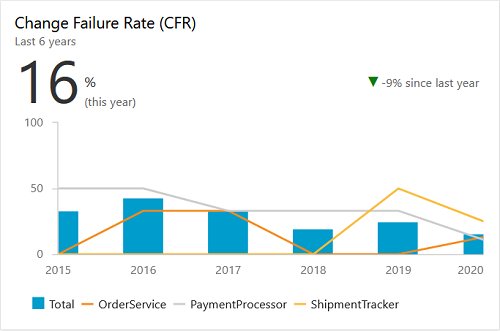 Change Failure Rate (CFR)
Last 6 years
16 %
(this year)
▼ -9% since last year
100
50
0
2015 2016 2017 2018 2019 2020
Total OrderService PaymentProcessor ShipmentTracker